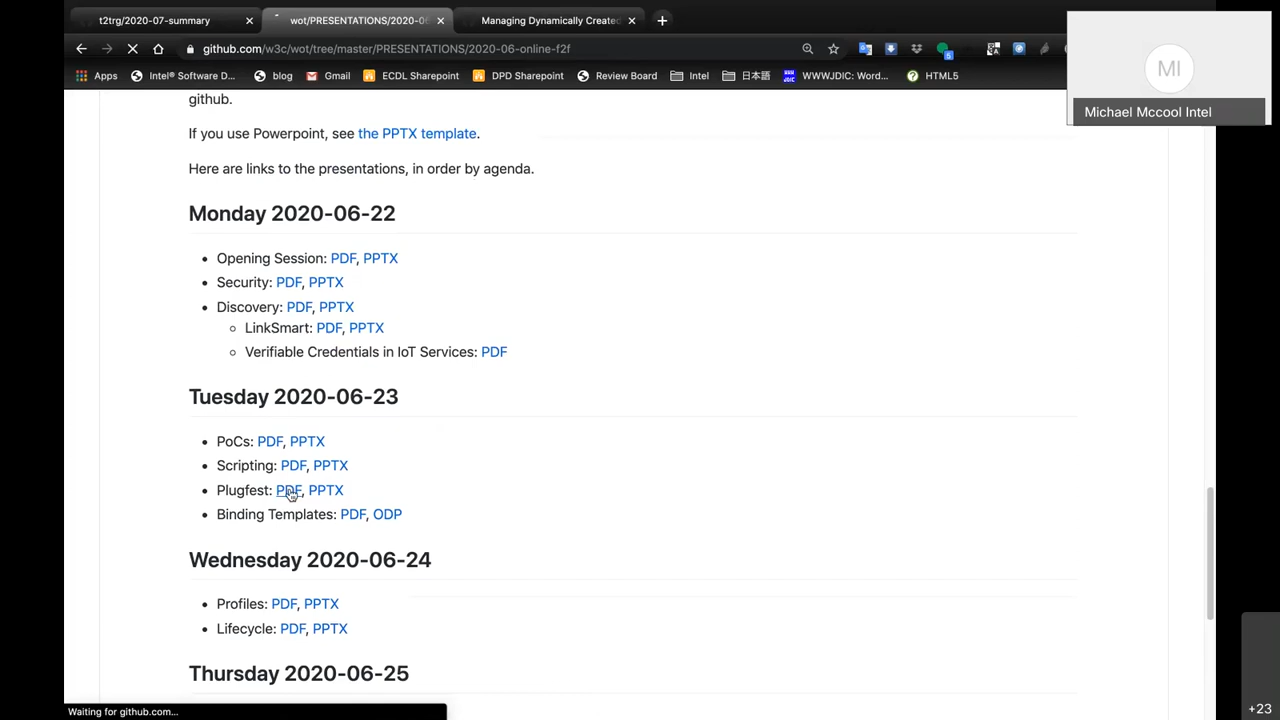 t2trg/2020-07-summary
wot/PRESENTATIONS/2020-06
Managing Dynamically Created
github.com/w3c/wot/tree/master/PRESENTATIONS/2020-06-online-f2f
Apps
Intel® Software D...
blog
Gmail
ECDL Sharepoint
DPD Sharepoint
Review Board
Intel
日本語
WWWJDIC: Wor...
HTML5
MI
Michael Mccool Intel
github.
If you use Powerpoint, see the PPTX template.
Here are links to the presentations, in order by agenda.
Monday 2020-06-22
Opening Session: PDF, PPTX
Security: PDF, PPTX
Discovery: PDF, PPTX
LinkSmart: PDF, PPTX
Verifiable Credentials in IoT Services: PDF
Tuesday 2020-06-23
PoCs: PDF, PPTX
Scripting: PDF, PPTX
Plugfest: PDF, PPTX
Binding Templates: PDF, ODP
Wednesday 2020-06-24
Profiles: PDF, PPTX
Lifecycle: PDF, PPTX
Thursday 2020-06-25
Waiting for github.com...
+23